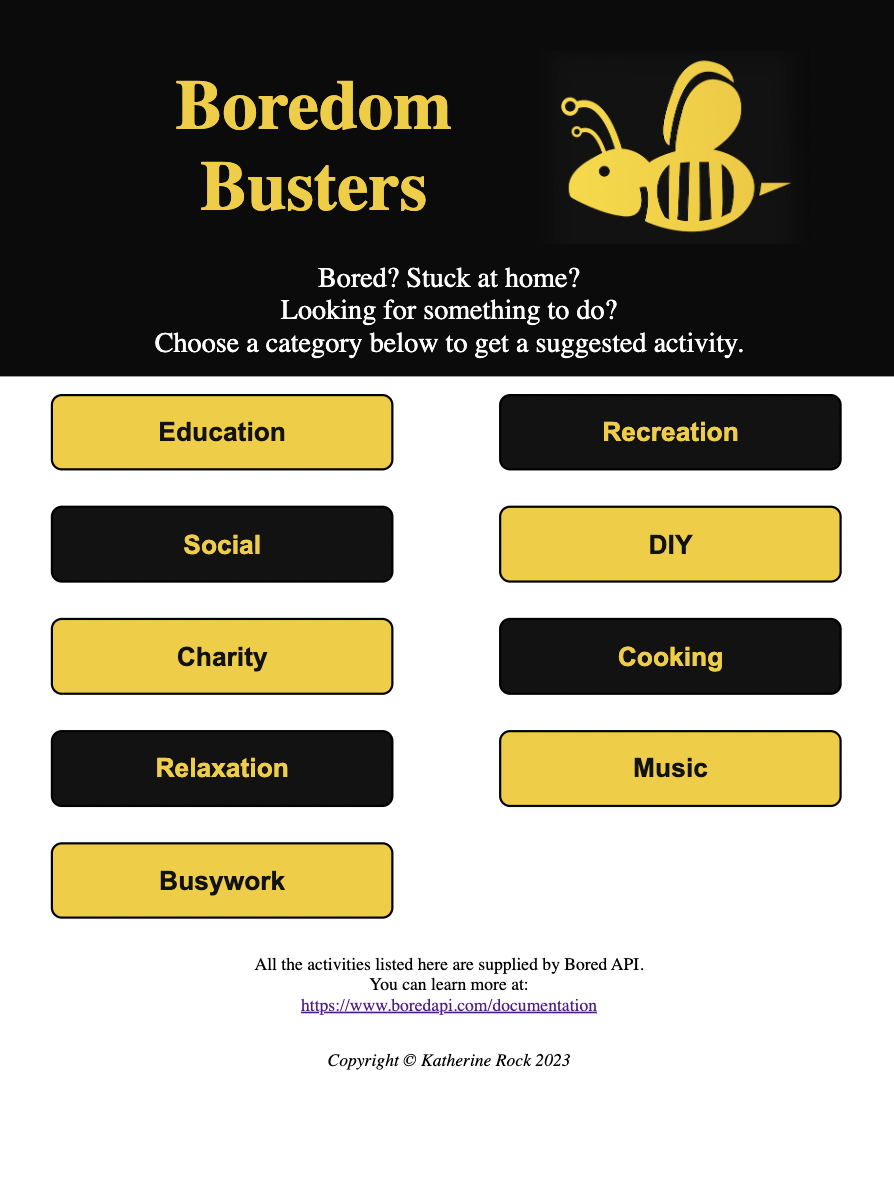 Boredom
Busters
Bored? Stuck at home?
Looking for something to do?
Choose a category below to get a suggested activity.
Education
Recreation
Social
DIY
Charity
Cooking
Relaxation
Music
Busywork
All the activities listed here are supplied by Bored API.
You can learn more at:
https://www.boredapi.com/documentation
Copyright © Katherine Rock 2023